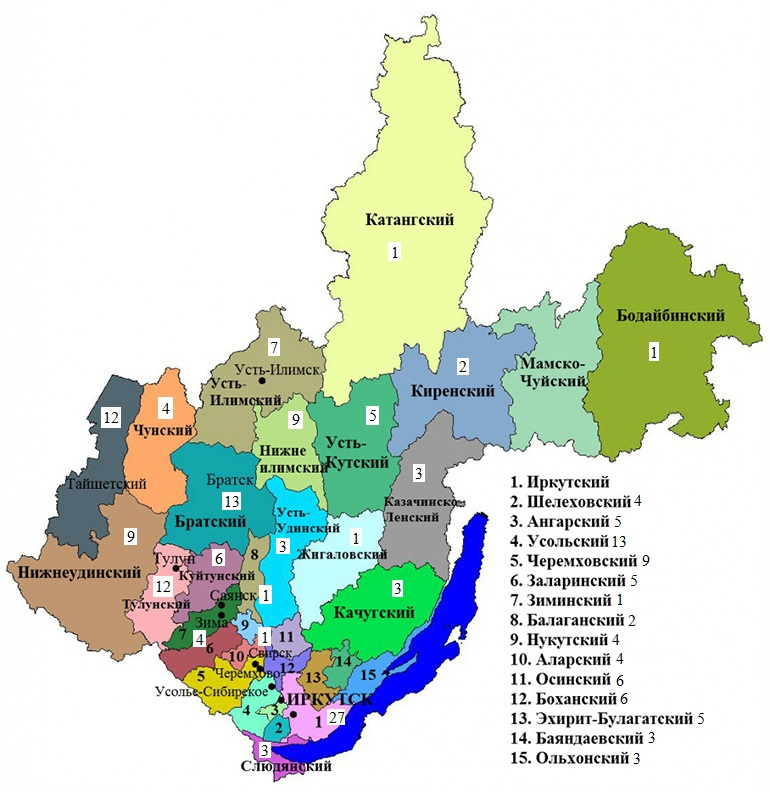 Катангский
1
Бодайбинский
1
Мамско-
Чуйский
2
Киренский
7
Усть-Илимск
Усть-
Илимский
9
Нижне
илимский
5
Усть-
Кутский
12
Тайшетский
4
Чунский
Братск
13
Братский
3
Казачинско-
Ленский
9
Нижнеудинский
Усть-
Удинский
3
1
Жигаловский
Тулун
12
Тулунский
6
Куйтунский
8
1
Саянск
Зима
7
4
6
9
1
11
3
Качугский
10
Свирск
12
Черемхово
5
13
14
15
Усолье-Сибирское
ИРКУТСК
4
3
2
1
27
3
Слюдянский
1. Иркутский
2. Шелеховский 4
3. Ангарский 5
4. Усольский 13
5. Черемховский 9
6. Заларинский 5
7. Зиминский 1
8. Балаганский 2
9. Нукутский 4
10. Аларский 4
11. Осинский 6
12. Боханский 6
13. Эхирит-Булагатский 5
14. Баяндаевский 3
15. Ольхонский 3